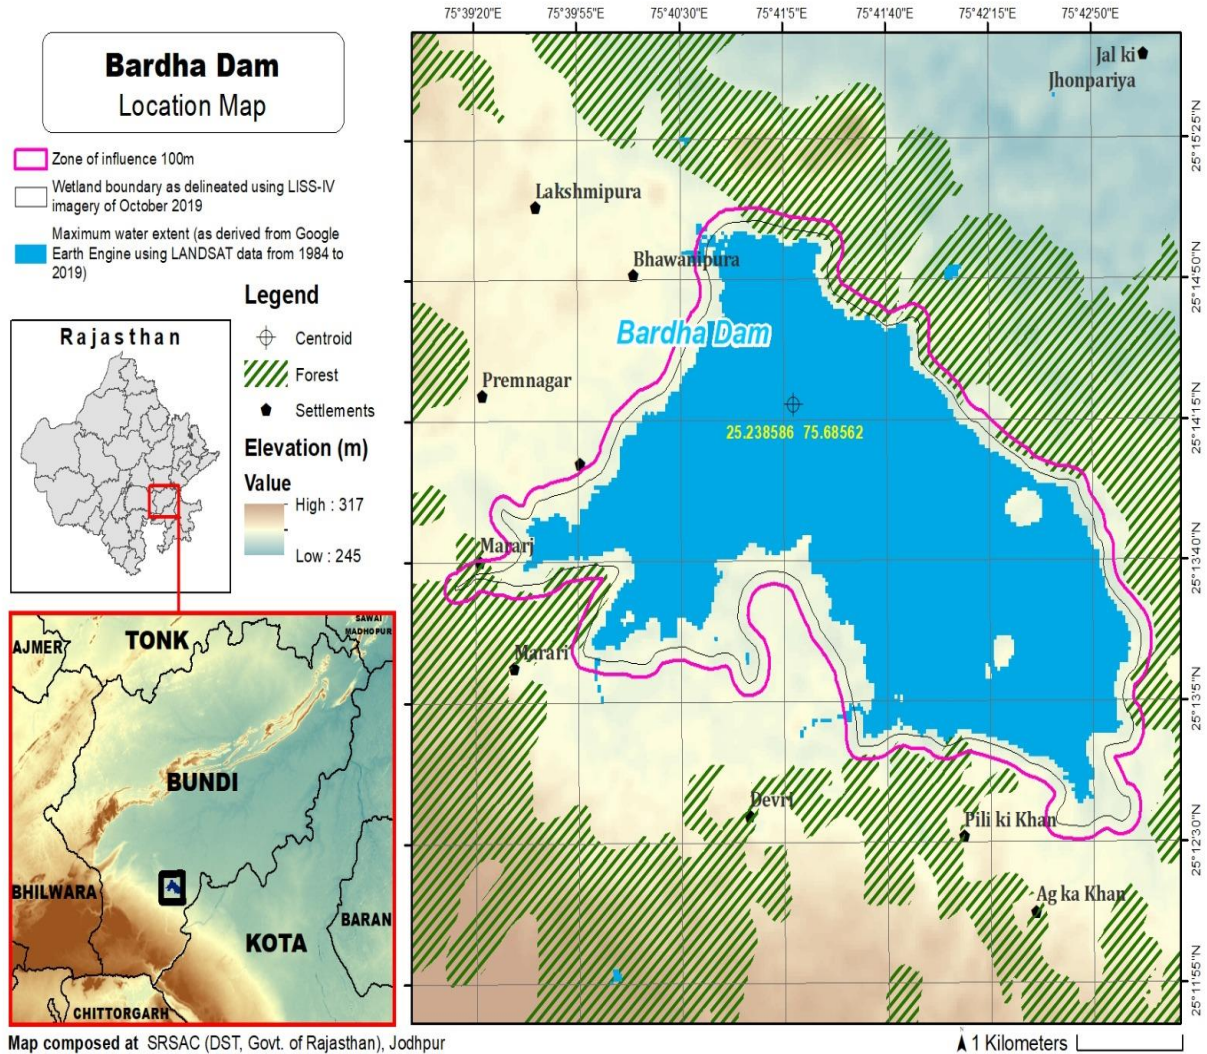 Bardha Dam
Location Map
Zone of influence 100m
Wetland boundary as delineated using LISS-IV
imagery of October 2019
Maximum water extent (as derived from Google
Earth Engine using LANDSAT data from 1984 to
2019)
Legend
Centroid
Forest
Settlements
Elevation (m)
Value
High : 317
Low : 245
Rajasthan
AJMER
TONK
SAWAI
MADHOPUR
BUNDI
BHILWARA
KOTA
BARAN
CHITTORGARH
75°39'20"E 75°39'55"E 75°40'30"E 75°41'5"E 75°41'40"E 75°42'15"E 75°42'50"E
Jal ki
Jhonpariya
Lakshmipura
Bhawanipura
Bardha Dam
Premnagar
25.238586 75.68562
Mararj
Marari
Devri
Pili ki Khan
Ag ka Khan
25°15'25"N
25°14'50"N
25°14'15"N
25°13'40"N
25°13'5"N
25°12'30"N
25°11'55"N
Map composed at SRSAC (DST, Govt. of Rajasthan), Jodhpur
N
1 Kilometers